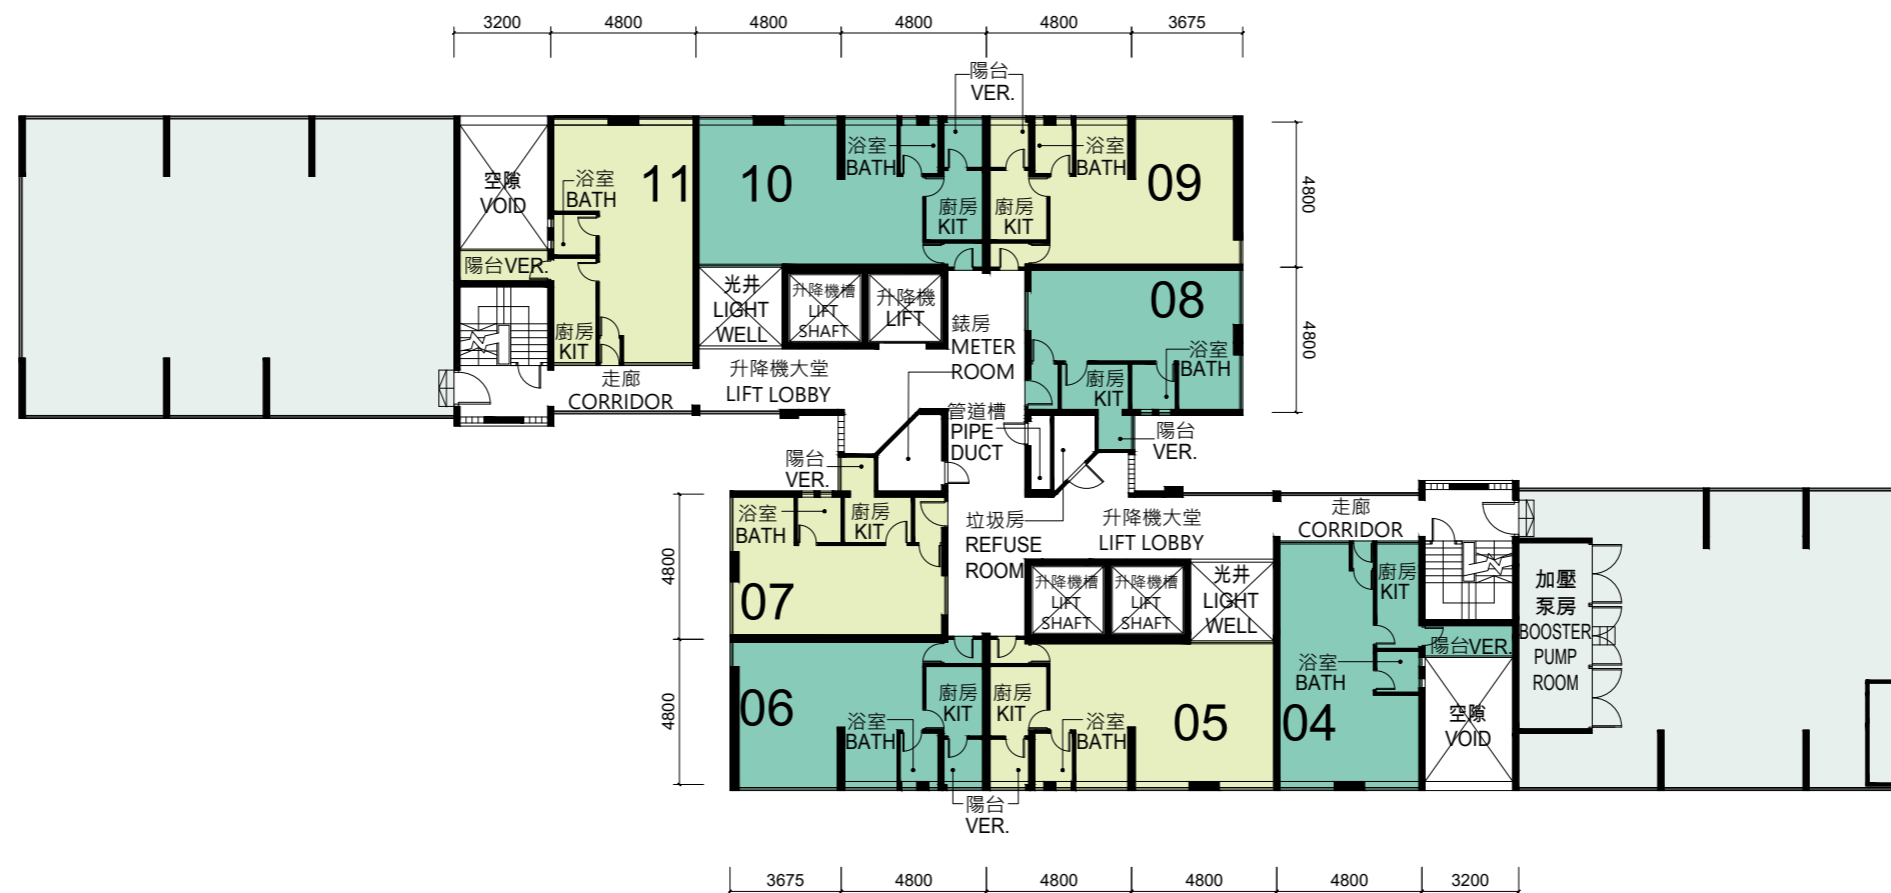 3200 4800 4800 4800 4800 3675
陽台
VER.
浴室
BATH
浴室
BATH
空隙
VOID
浴室
BATH
11
10
09
廚房
KIT
廚房
KIT
4800
陽台VER.
光井
LIGHT
WELL
升降機槽
LIFT
SHAFT
升降機
LIFT
08
錶房
METER
ROOM
廚房
KIT
浴室
BATH
4800
走廊
CORRIDOR
升降機大堂
LIFT LOBBY
廚房
KIT
管道槽
PIPE
DUCT
陽台
VER.
陽台
VER.
浴室
BATH
廚房
KIT
垃圾房
REFUSE
ROOM
升降機大堂
LIFT LOBBY
走廊
CORRIDOR
4800
07
升降機槽
LIFT
SHAFT
升降機槽
LIFT
SHAFT
光井
LIGHT
WELL
廚房
KIT
加壓
泵房
BOOSTER
PUMP
ROOM
陽台VER.
4800
06
廚房
KIT
廚房
KIT
浴室
BATH
浴室
BATH
浴室
BATH
05
04
空隙
VOID
陽台
VER.
3675 4800 4800 4800 4800 3200